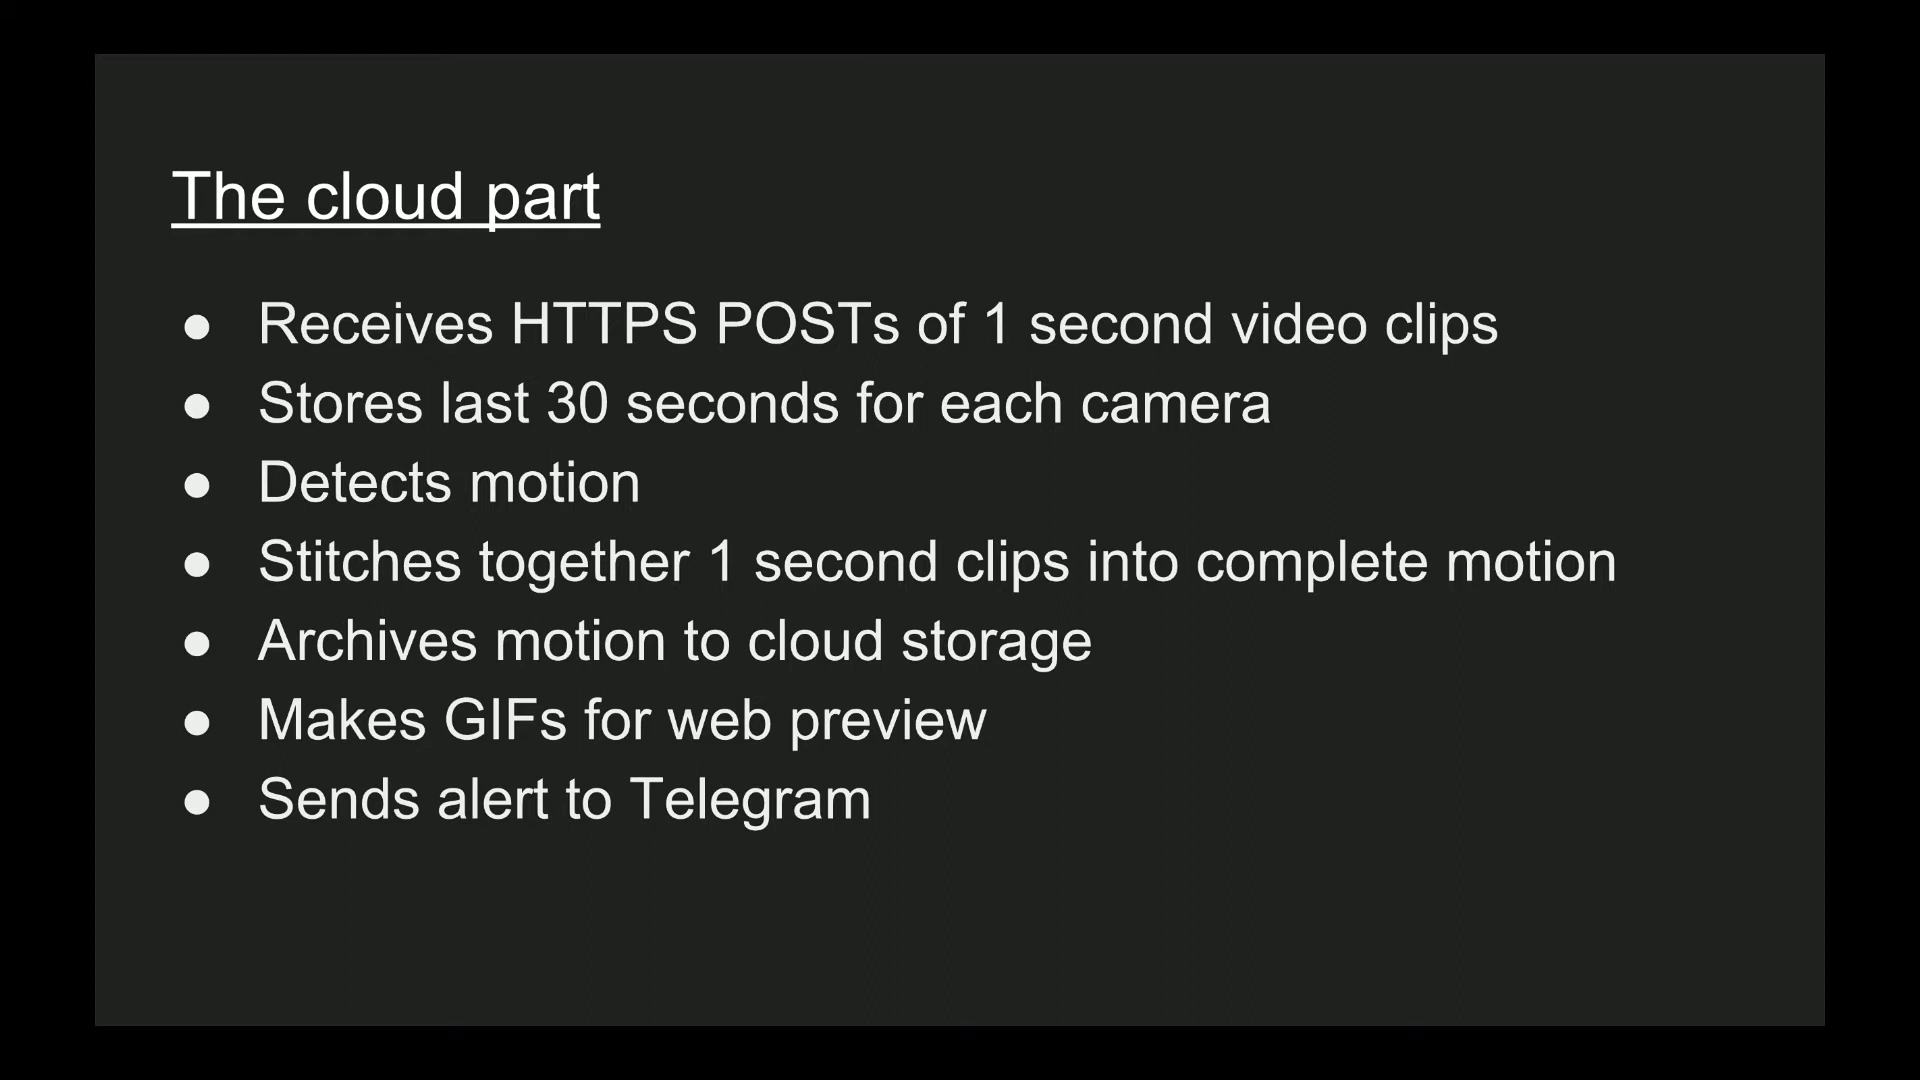 The cloud part
● Receives HTTPS POSTs of 1 second video clips
● Stores last 30 seconds for each camera
● Detects motion
● Stitches together 1 second clips into complete motion
● Archives motion to cloud storage
● Makes GIFs for web preview
● Sends alert to Telegram